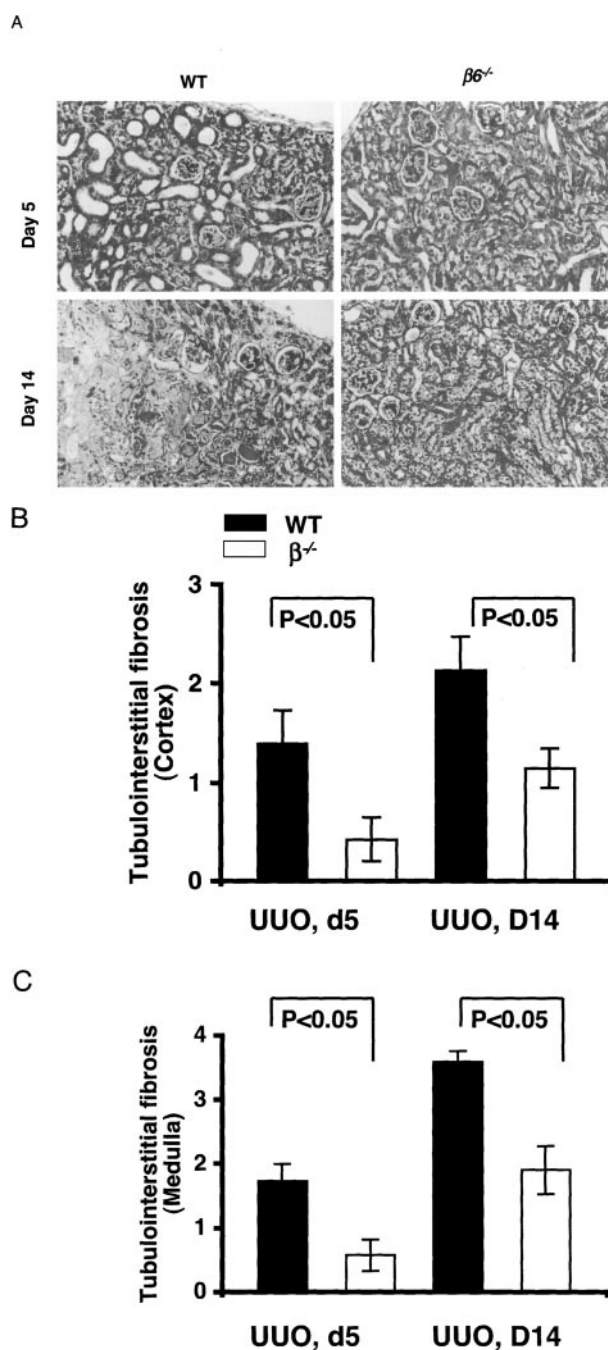 A
WT
β6-/-
Day 5
Day 14
B
WT
β-/-
3
2
1
0
Tubulointerstitial fibrosis
(Cortex)
P<0.05
P<0.05
UUO, d5
UUO, D14
C
4
3
2
1
0
Tubulointerstitial fibrosis
(Medulla)
P<0.05
P<0.05
UUO, d5
UUO, D14